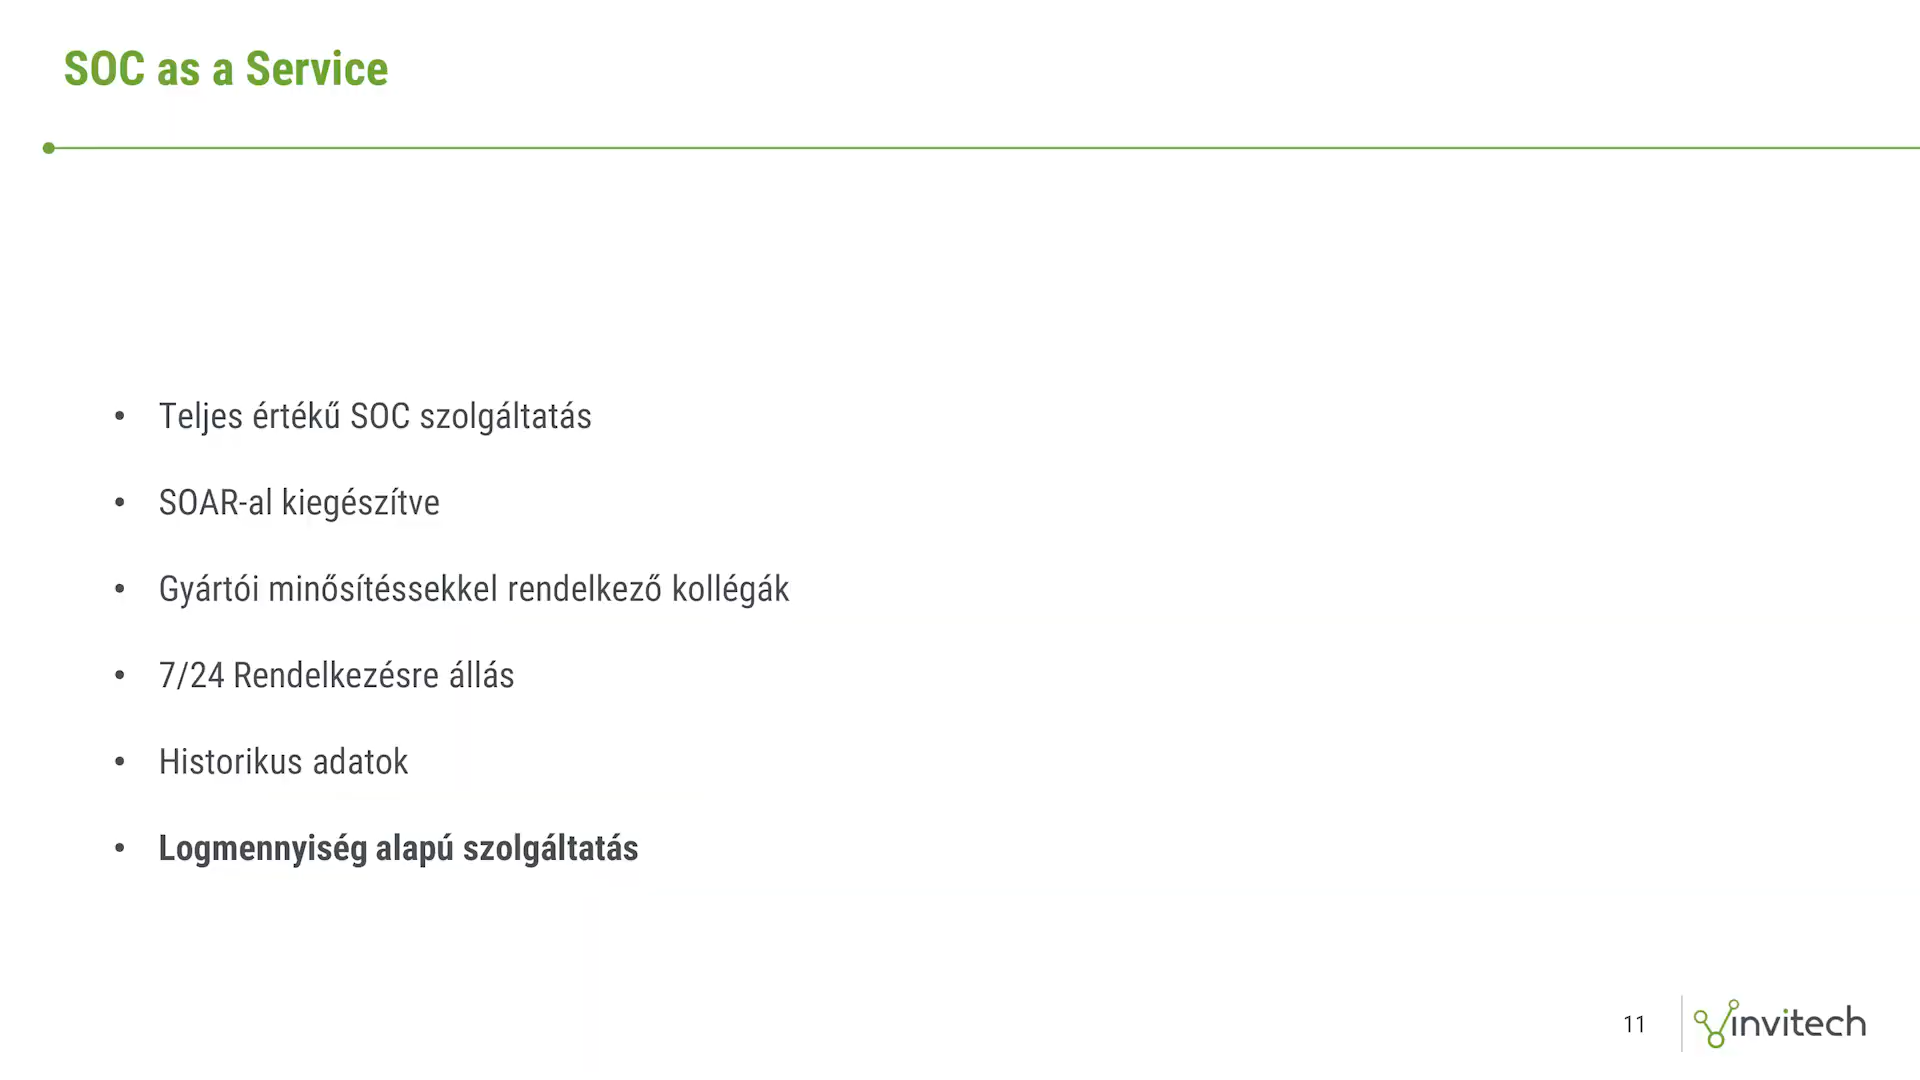 SOC as a Service
• Teljes értékű SOC szolgáltatás
• SOAR-al kiegészítve
• Gyártói minősítéssekkel rendelkező kollégák
• 7/24 Rendelkezésre állás
• Historikus adatok
• Logmennyiség alapú szolgáltatás
11
invitech